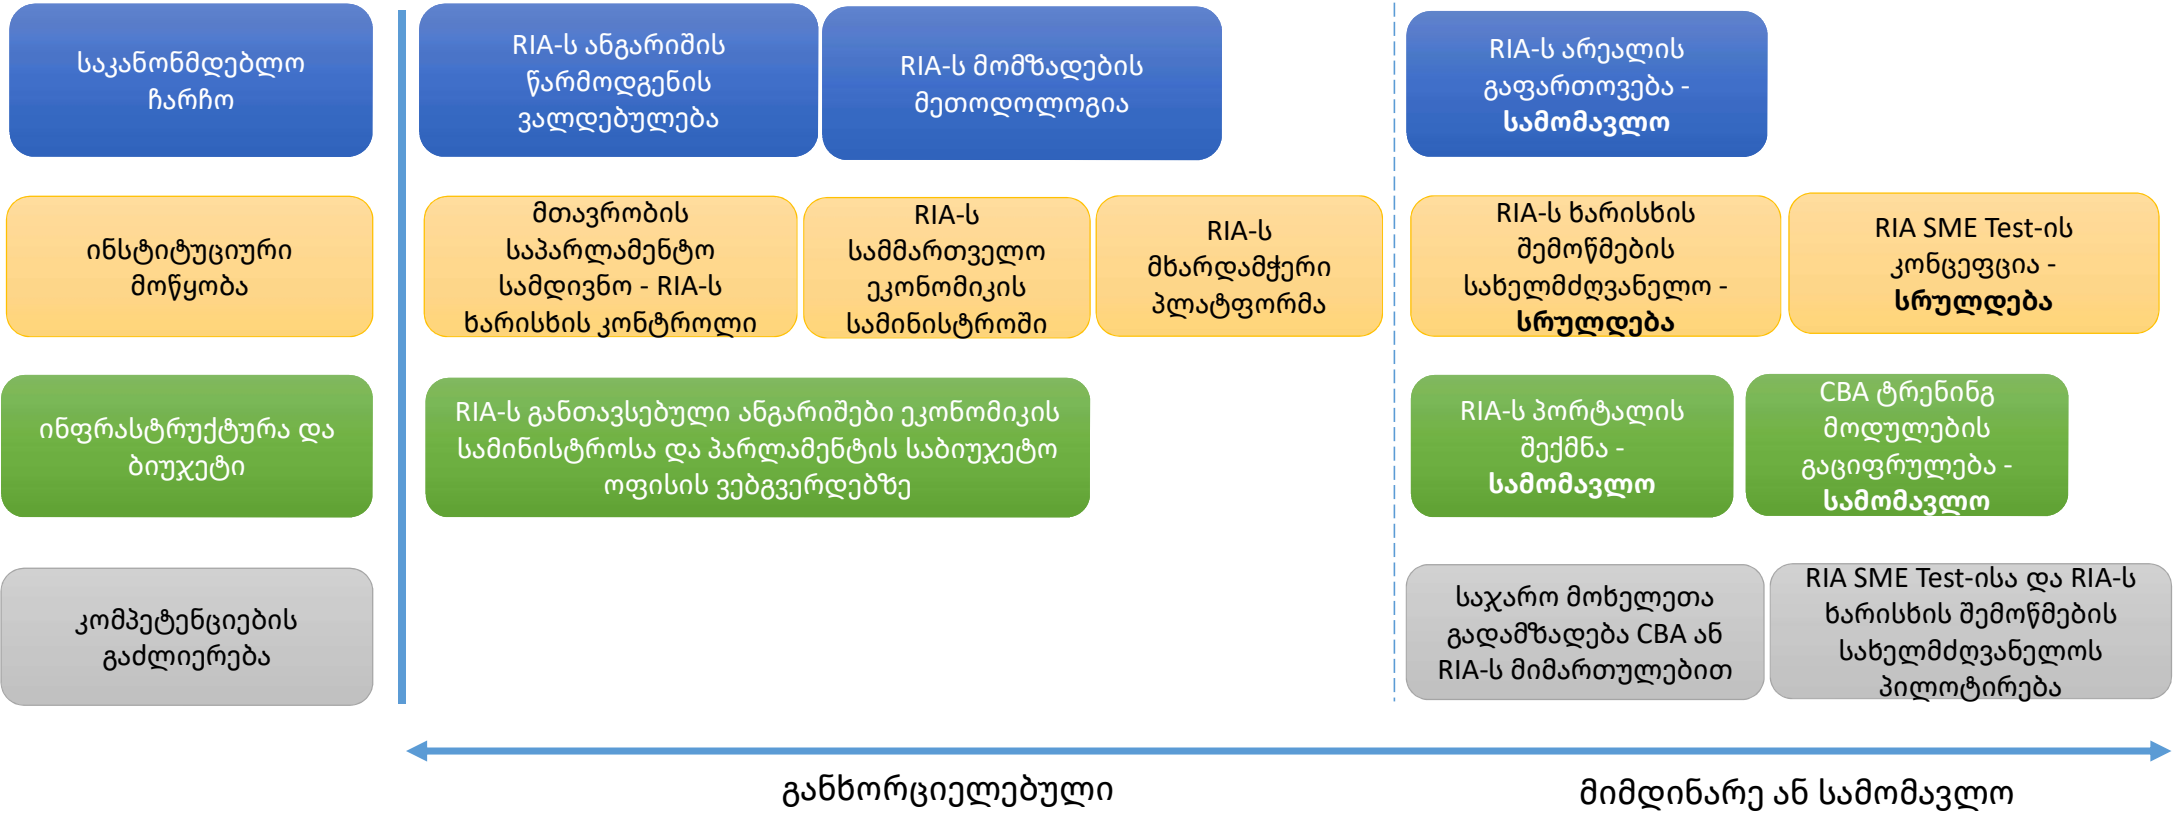 საკანონმდებლო
ჩარჩო
RIA-ს ანგარიშის
წარმოდგენის
ვალდებულება
RIA-ს მომზადების
მეთოდოლოგია
RIA-ს არეალის
გაფართოვება -
სამომავლო
ინსტიტუციური
მოწყობა
მთავრობის
საპარლამენტო
სამდივნო - RIA-ს
ხარისხის კონტროლი
RIA-ს
სამმართველო
ეკონომიკის
სამინისტროში
RIA-ს
მხარდამჭერი
პლატფორმა
RIA-ს ხარისხის
შემოწმების
სახელმძღვანელო -
სრულდება
RIA SME Test-ის
კონცეფცია -
სრულდება
ინფრასტრუქტურა და
ბიუჯეტი
RIA-ს განთავსებული ანგარიშები ეკონომიკის
სამინისტროსა და პარლამენტის საბიუჯეტო
ოფისის ვებგვერდებზე
RIA-ს პორტალის
შექმნა -
სამომავლო
CBA ტრენინგ
მოდულების
გაციფრულება -
სამომავლო
კომპეტენციების
გაძლიერება
საჯარო მოხელეთა
გადამზადება CBA ან
RIA-ს მიმართულებით
RIA SME Test-ისა და RIA-ს
ხარისხის შემოწმების
სახელმძღვანელოს
პილოტირება
განხორციელებული
მიმდინარე ან სამომავლო